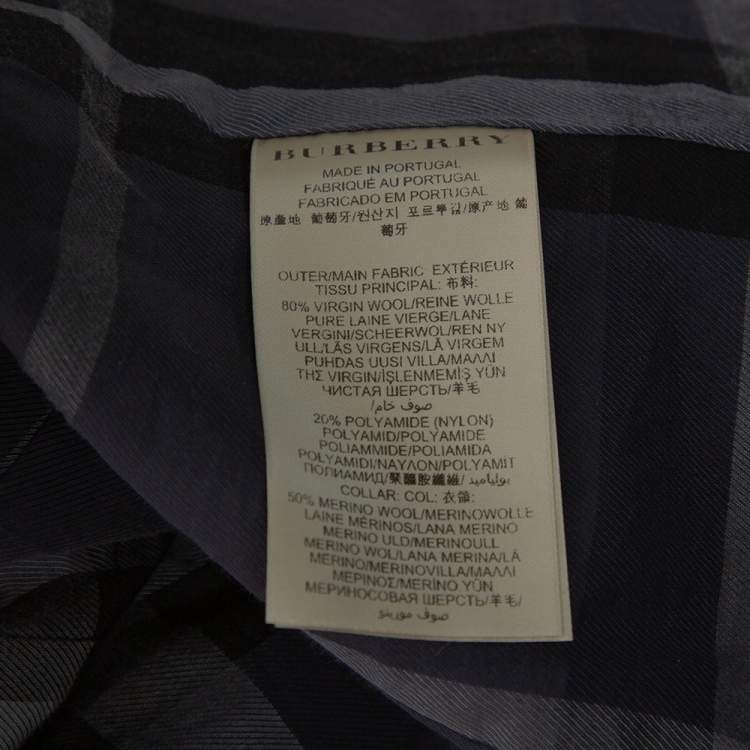 BURBERRY
MADE IN PORTUGAL
FABRIQUÉ AU PORTUGAL
FABRICADO EM PORTUGAL
原產地 葡萄牙/원산지 포르투갈/原产地 葡
萄牙
OUTER/MAIN FABRIC EXTÉRIEUR
TISSU PRINCIPAL: 布料:
80% VIRGIN WOOL/REINE WOLLE
PURE LAINE VIERGE/LANE
VERGINI/SCHEERWOL/REN NY
ULL/LÃS VIRGENS/LÃ VIRGEM
PUHDAS UUSI VILLA/ΜΑΛΛΙ
ΤΗΣ VIRGIN/İŞLENMEMİŞ YÜN
ЧИСТАЯ ШЕРСТЬ/羊毛
/صوف خام
20% POLYAMIDE (NYLON)
POLYAMID/POLYAMIDE
POLIAMMIDE/POLIAMIDA
POLYAMIDI/ΝΑΥΛΟΝ/POLYAMIT
ПОЛИАМИД/聚醯胺纖維/بولياميد
COLLAR: COL: 衣領:
50% MERINO WOOL/MERINOWOLLE
LAINE MÉRINOS/LANA MERINO
MERINO ULD/MERINOULL
MERINO WOL/LANA MERINA/LÃ
MERINO/MERINOVILLA/ΜΑΛΛΙ
ΜΕΡΙΝΟΣ/MERİNO YÜN
МЕРИНОСОВАЯ ШЕРСТЬ/羊毛/
صوف مورينو